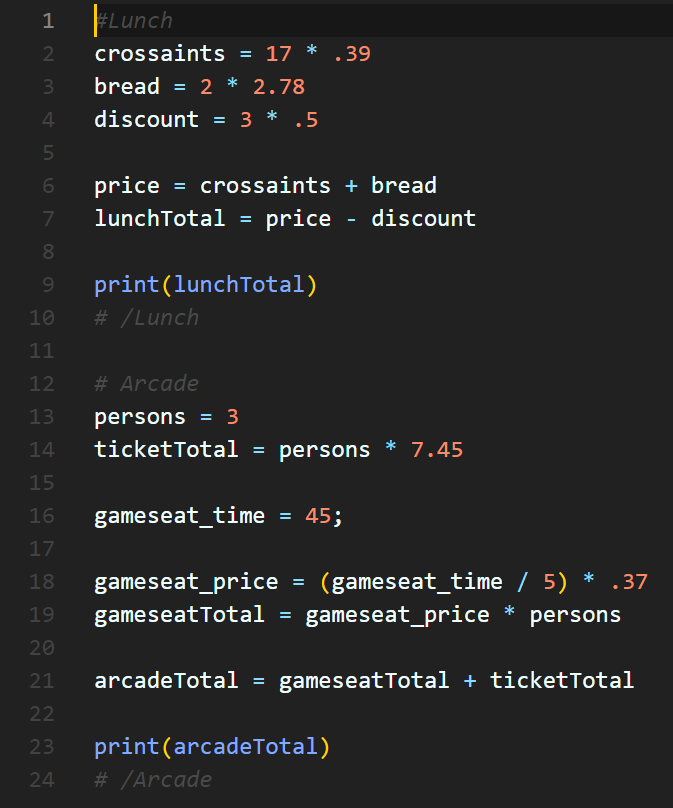 1 #Lunch
2 crossaints = 17 * .39
3 bread = 2 * 2.78
4 discount = 3 * .5
5
6 price = crossaints + bread
7 lunchTotal = price - discount
8
9 print(lunchTotal)
10 # /Lunch
11
12 # Arcade
13 persons = 3
14 ticketTotal = persons * 7.45
15
16 gameseat_time = 45;
17
18 gameseat_price = (gameseat_time / 5) * .37
19 gameseatTotal = gameseat_price * persons
20
21 arcadeTotal = gameseatTotal + ticketTotal
22
23 print(arcadeTotal)
24 # /Arcade